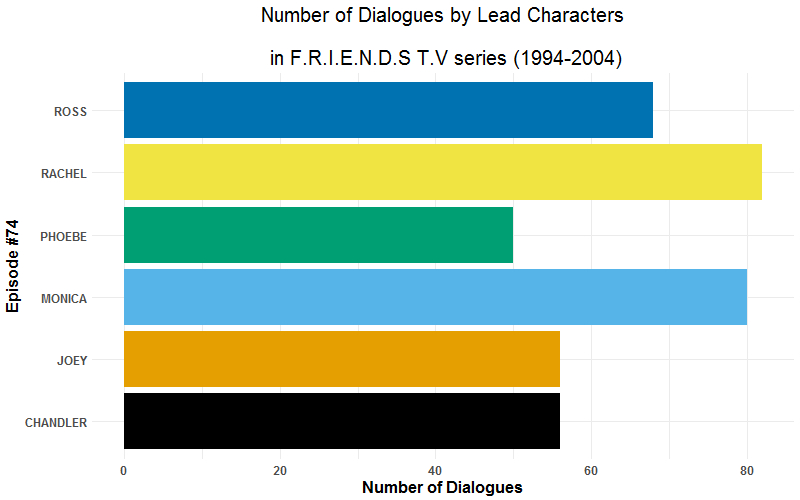 Number of Dialogues by Lead Characters
in F.R.I.E.N.D.S T.V series (1994-2004)
Episode #74
ROSS
RACHEL
PHOEBE
MONICA
JOEY
CHANDLER
0 20 40 60 80
Number of Dialogues